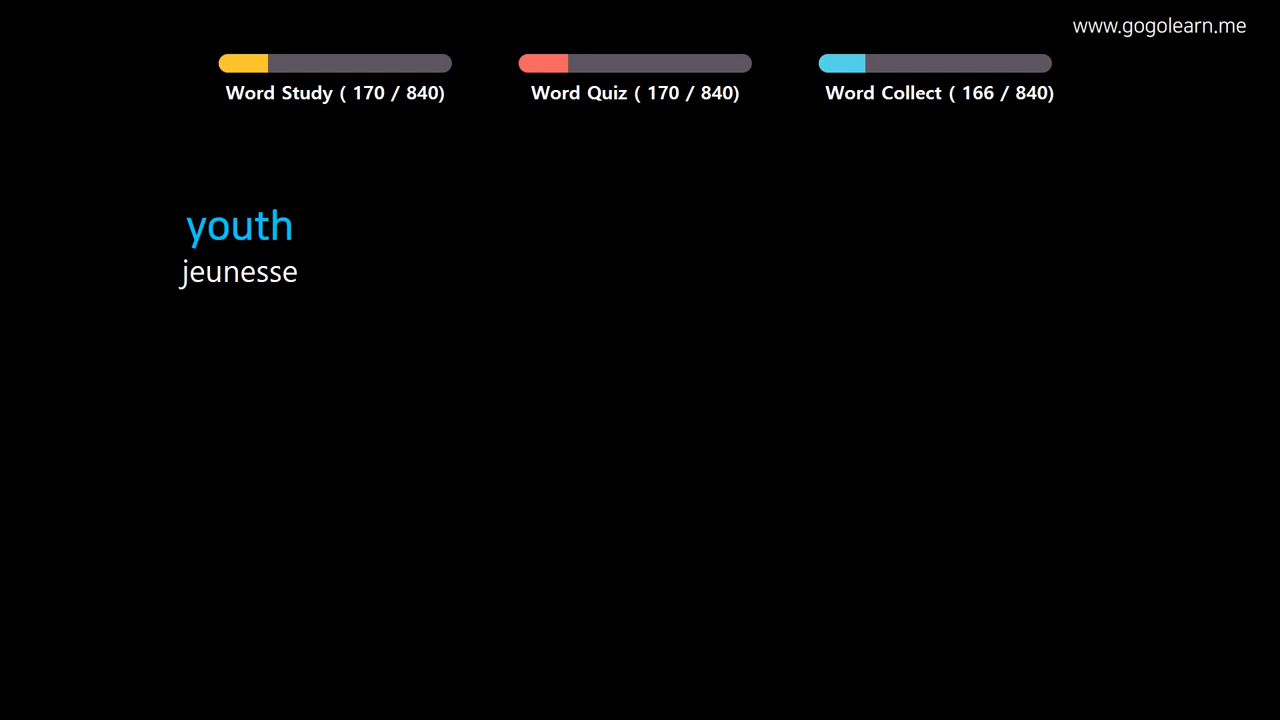 www.gogolearn.me
Word Study ( 170 / 840)
Word Quiz ( 170 / 840)
Word Collect ( 166 / 840)
youth
jeunesse